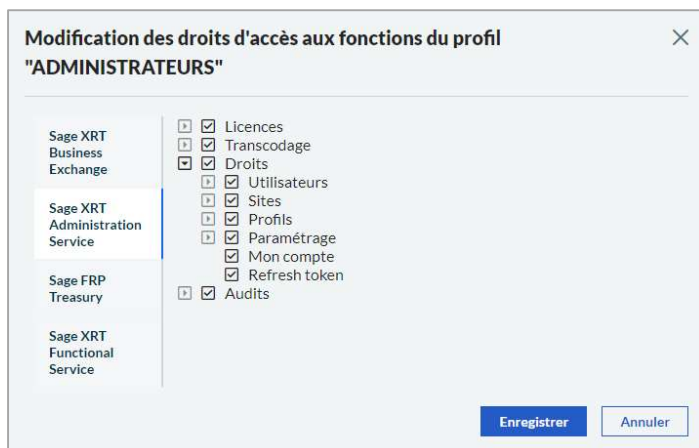 Modification des droits d'accès aux fonctions du profil
"ADMINISTRATEURS"
Sage XRT
Business
Exchange
Sage XRT
Administration
Service
Sage FRP
Treasury
Sage XRT
Functional
Service
Licences
Transcodage
Droits
Utilisateurs
Sites
Profils
Paramétrage
Mon compte
Refresh token
Audits
Enregistrer
Annuler